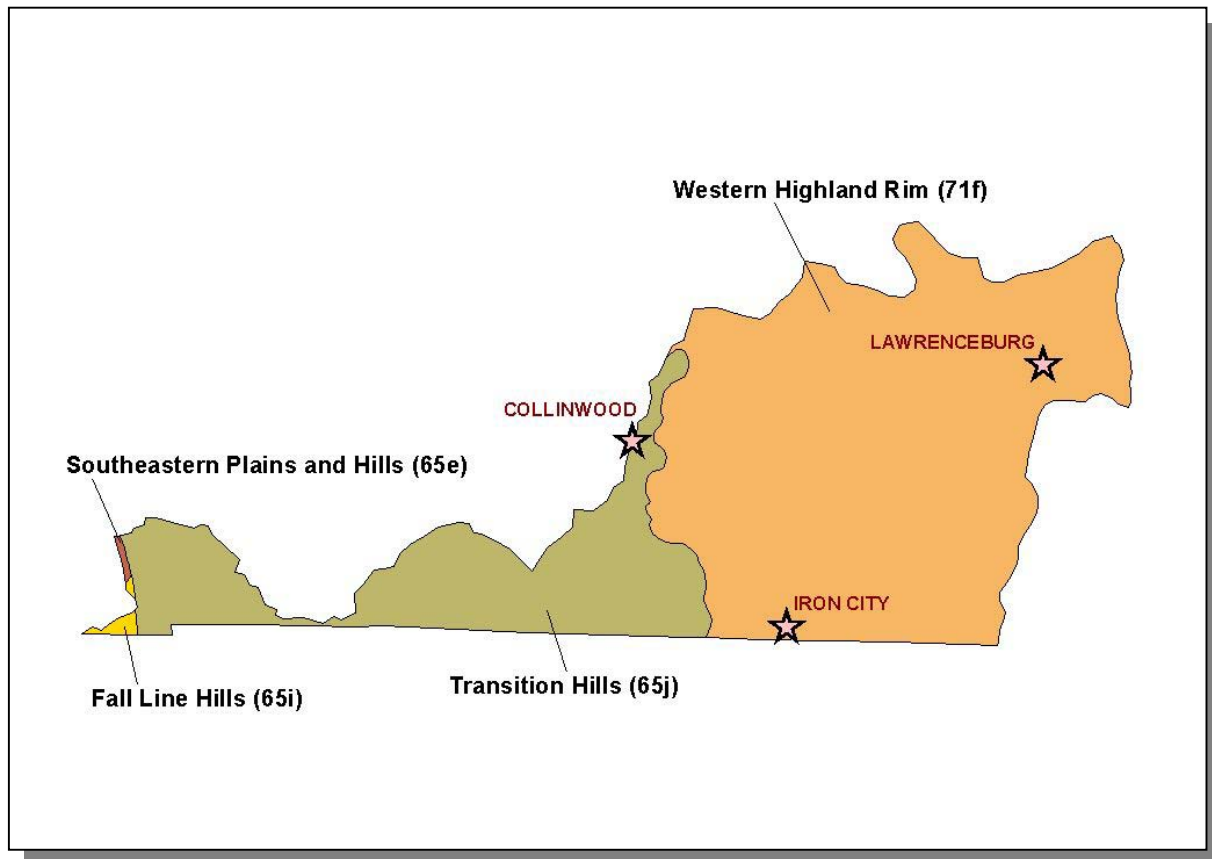 Western Highland Rim (71f)
LAWRENCEBURG
COLLINWOOD
Southeastern Plains and Hills (65e)
IRON CITY
Transition Hills (65j)
Fall Line Hills (65i)